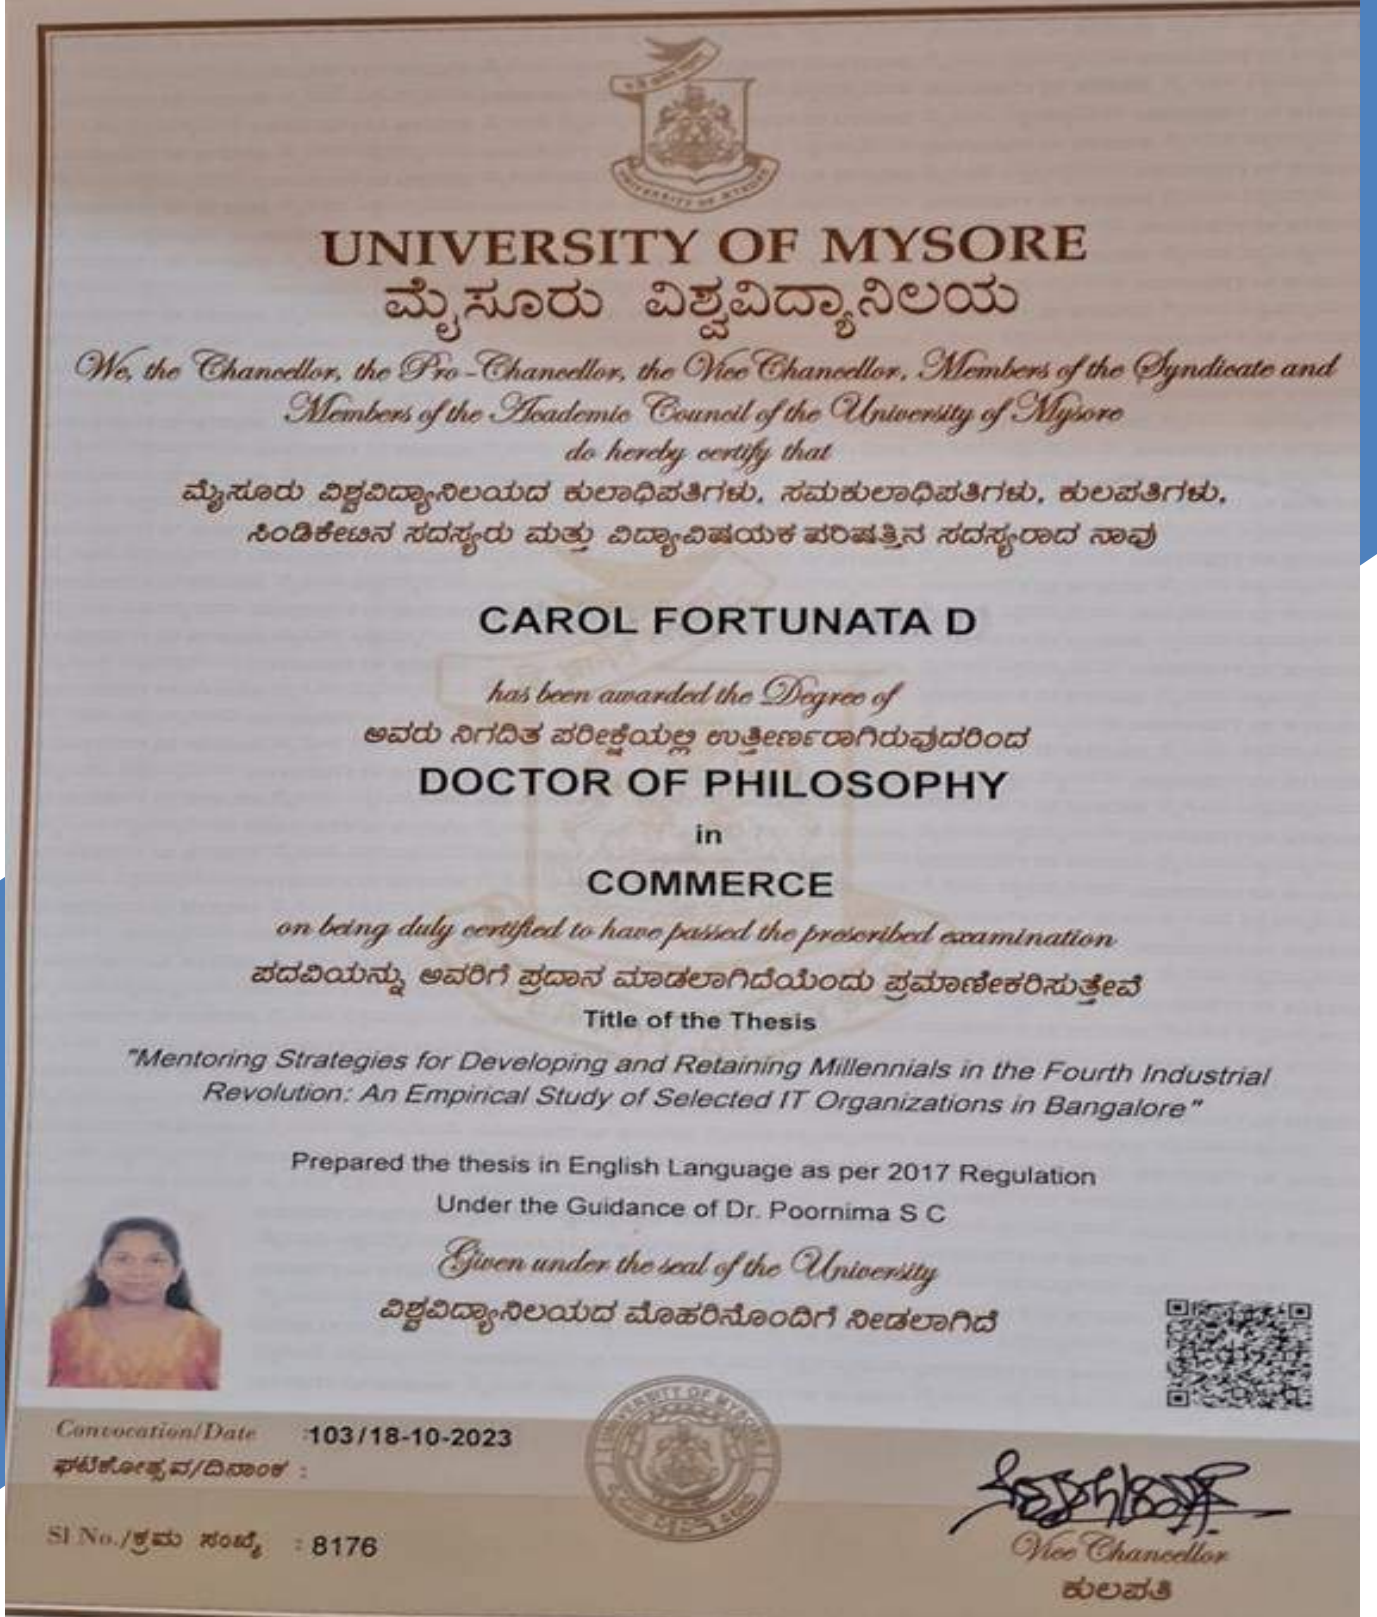 UNIVERSITY OF MYSORE
UNIVERSITY OF MYSORE
ಮೈಸೂರು ವಿಶ್ವವಿದ್ಯಾನಿಲಯ
We, the Chancellor, the Pro-Chancellor, the Vice Chancellor, Members of the Syndicate and
Members of the Academic Council of the University of Mysore
do hereby certify that
ಮೈಸೂರು ವಿಶ್ವವಿದ್ಯಾನಿಲಯದ ಕುಲಾಧಿಪತಿಗಳು, ಸಮಕುಲಾಧಿಪತಿಗಳು, ಕುಲಪತಿಗಳು,
ಸಿಂಡಿಕೇಟಿನ ಸದಸ್ಯರು ಮತ್ತು ವಿದ್ಯಾವಿಷಯಕ ಪರಿಷತ್ತಿನ ಸದಸ್ಯರಾದ ನಾವು
CAROL FORTUNATA D
has been awarded the Degree of
ಅವರು ನಿಗದಿತ ಪರೀಕ್ಷೆಯಲ್ಲಿ ಉತ್ತೀರ್ಣರಾಗಿರುವುದರಿಂದ
DOCTOR OF PHILOSOPHY
in
COMMERCE
on being duly certified to have passed the prescribed examination
ಪದವಿಯನ್ನು ಅವರಿಗೆ ಪ್ರದಾನ ಮಾಡಲಾಗಿದೆಯೆಂದು ಪ್ರಮಾಣೀಕರಿಸುತ್ತೇವೆ
Title of the Thesis
"Mentoring Strategies for Developing and Retaining Millennials in the Fourth Industrial
Revolution: An Empirical Study of Selected IT Organizations in Bangalore"
Prepared the thesis in English Language as per 2017 Regulation
Under the Guidance of Dr. Poornima S C
Given under the seal of the University
ವಿಶ್ವವಿದ್ಯಾನಿಲಯದ ಮೊಹರಿನೊಂದಿಗೆ ನೀಡಲಾಗಿದೆ
Convocation/Date :103/18-10-2023
ಘಟಿಕೋತ್ಸವ/ದಿನಾಂಕ :
UNIVERSITY OF MYSORE
Sl No./ಕ್ರಮ ಸಂಖ್ಯೆ : 8176
Vice Chancellor
ಕುಲಪತಿ